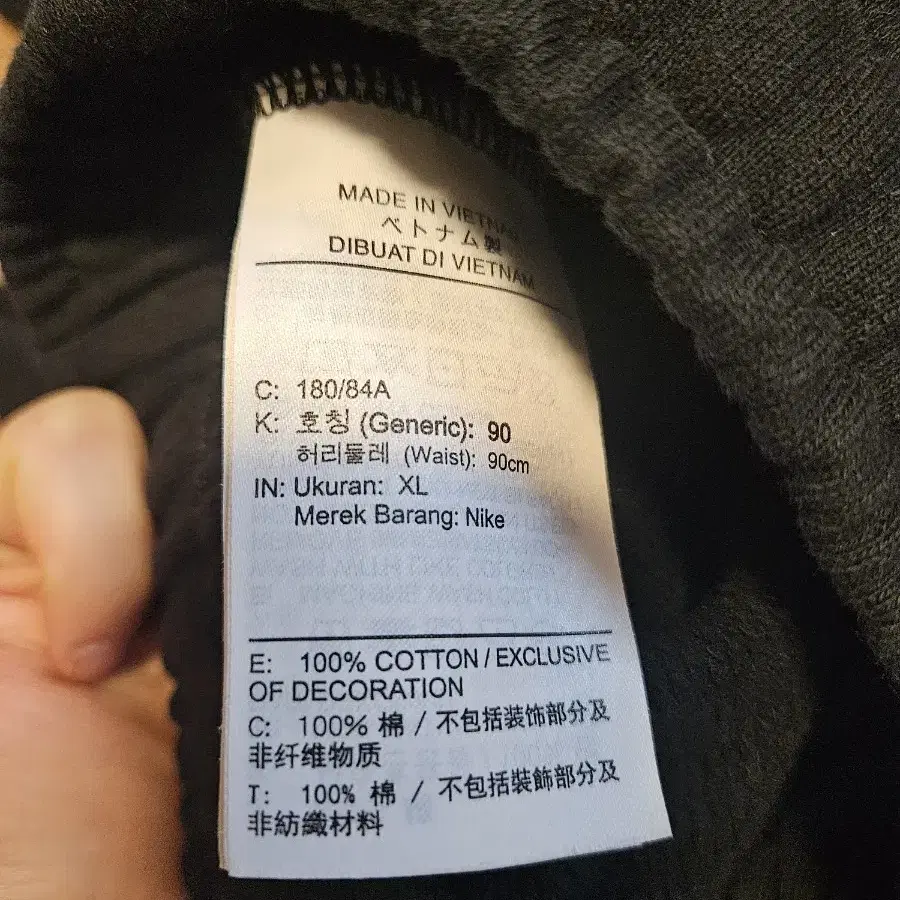 MADE IN VIETNAM
ベトナム製
DIBUAT DI VIETNAM
C: 180/84A
K: 호칭 (Generic): 90
허리둘레 (Waist): 90cm
IN: Ukuran: XL
Merek Barang: Nike
E: 100% COTTON / EXCLUSIVE
OF DECORATION
C: 100% 棉 / 不包括装饰部分及
非纤维物质
T: 100% 棉 / 不包括裝飾部分及
非紡織材料